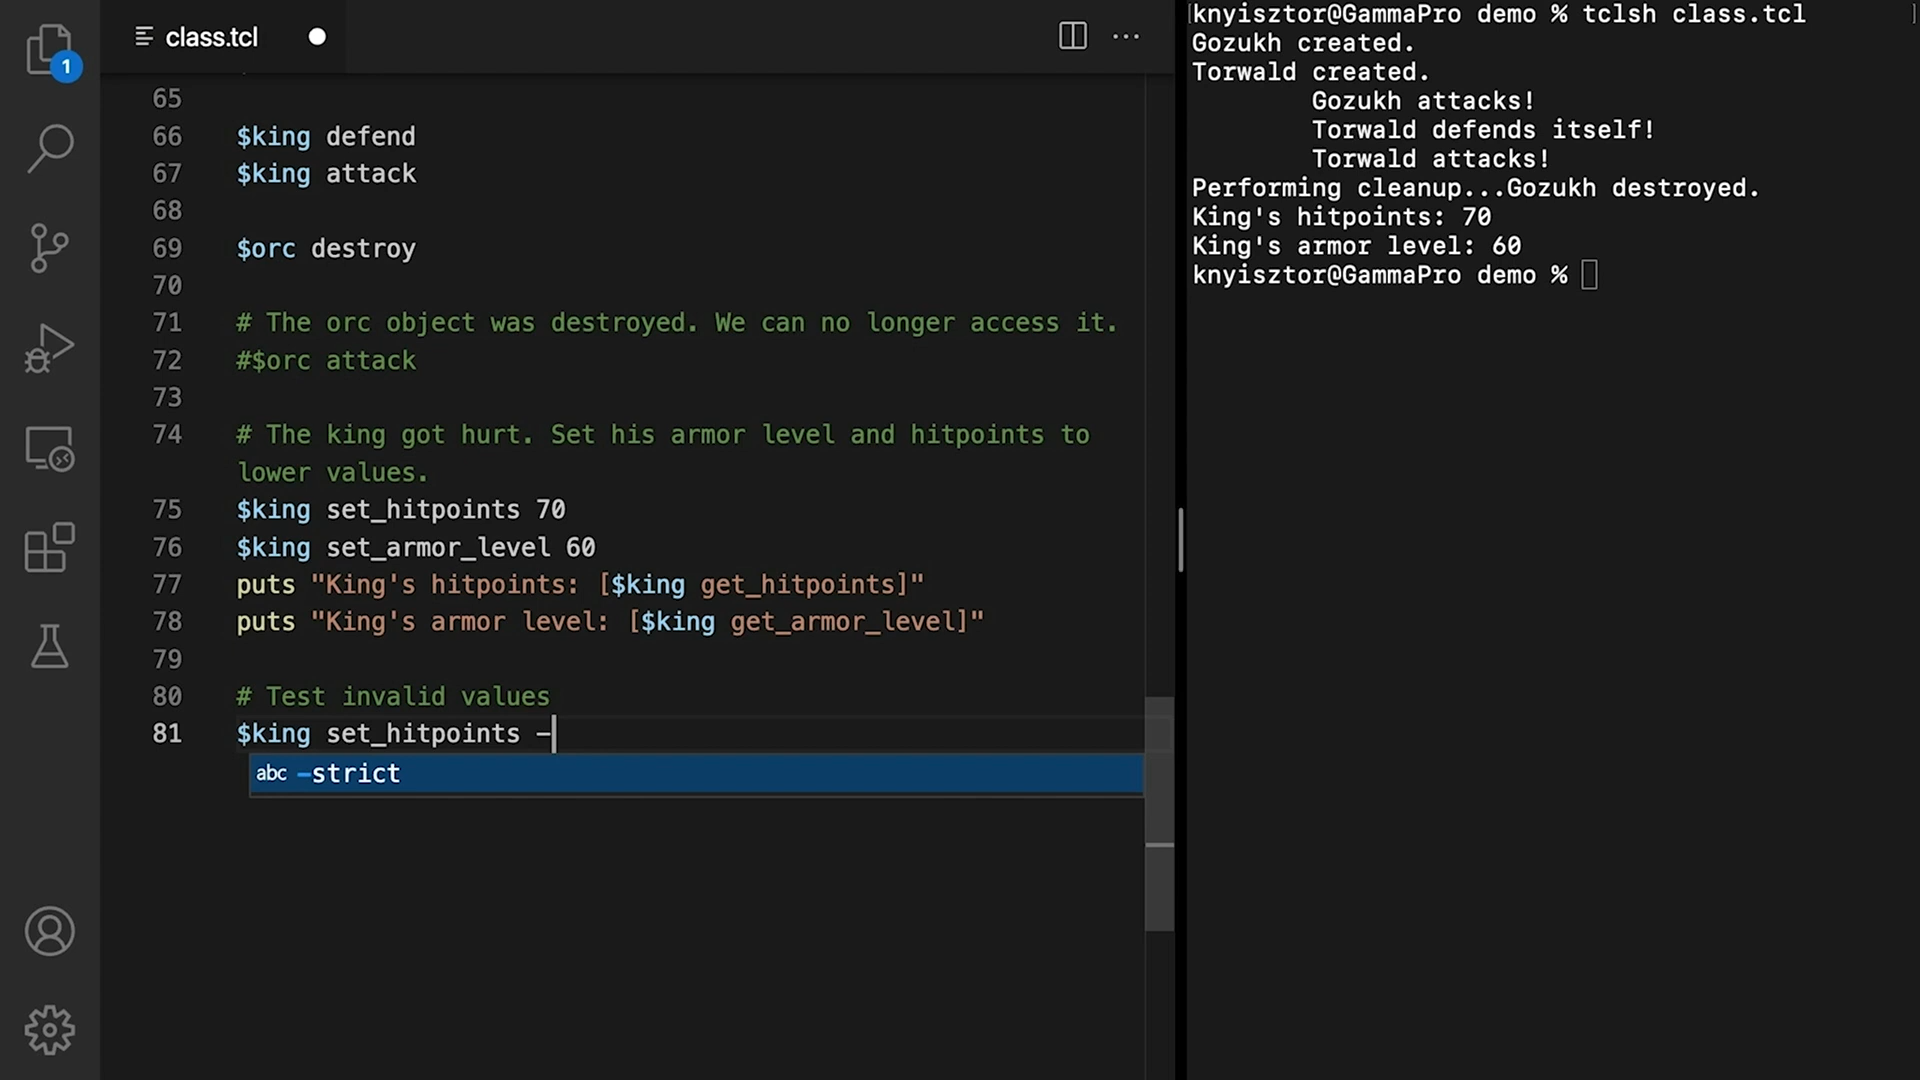 class.tcl
1
65
66 $king defend
67 $king attack
68
69 $orc destroy
70
71 # The orc object was destroyed. We can no longer access it.
72 #$orc attack
73
74 # The king got hurt. Set his armor level and hitpoints to
lower values.
75 $king set_hitpoints 70
76 $king set_armor_level 60
77 puts "King's hitpoints: [$king get_hitpoints]"
78 puts "King's armor level: [$king get_armor_level]"
79
80 # Test invalid values
81 $king set_hitpoints -
abc -strict
[knyisztor@GammaPro demo % tclsh class.tcl ]
Gozukh created.
Torwald created.
Gozukh attacks!
Torwald defends itself!
Torwald attacks!
Performing cleanup...Gozukh destroyed.
King's hitpoints: 70
King's armor level: 60
knyisztor@GammaPro demo %